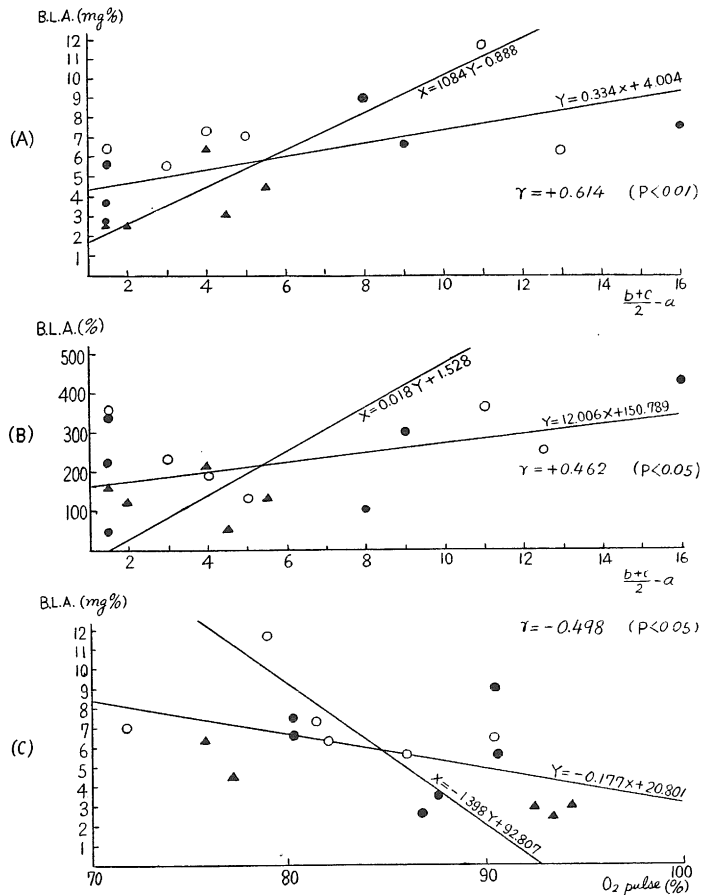 B.L.A. (mg%)
12
11
10
9
8
7
6
5
4
3
2
1
(A)
X=1084Y-0.888
Y=0.334x+4.004
r=+0.614 (P<0.01)
2 4 6 8 10 12 14 16
b+c/2 -a
B.L.A. (%)
500
400
300
200
100
(B)
X=0.018Y+1.528
Y=12.006x+150.789
r=+0.462 (P<0.05)
2 4 6 8 10 12 14 16
b+c/2 -a
B.L.A. (mg%)
r=-0.498 (P<0.05)
12
11
10
9
8
7
6
5
4
3
2
1
(C)
Y=-0.177x+20.801
X=-1398Y+92.807
70 80 90 100
O2 pulse (%)